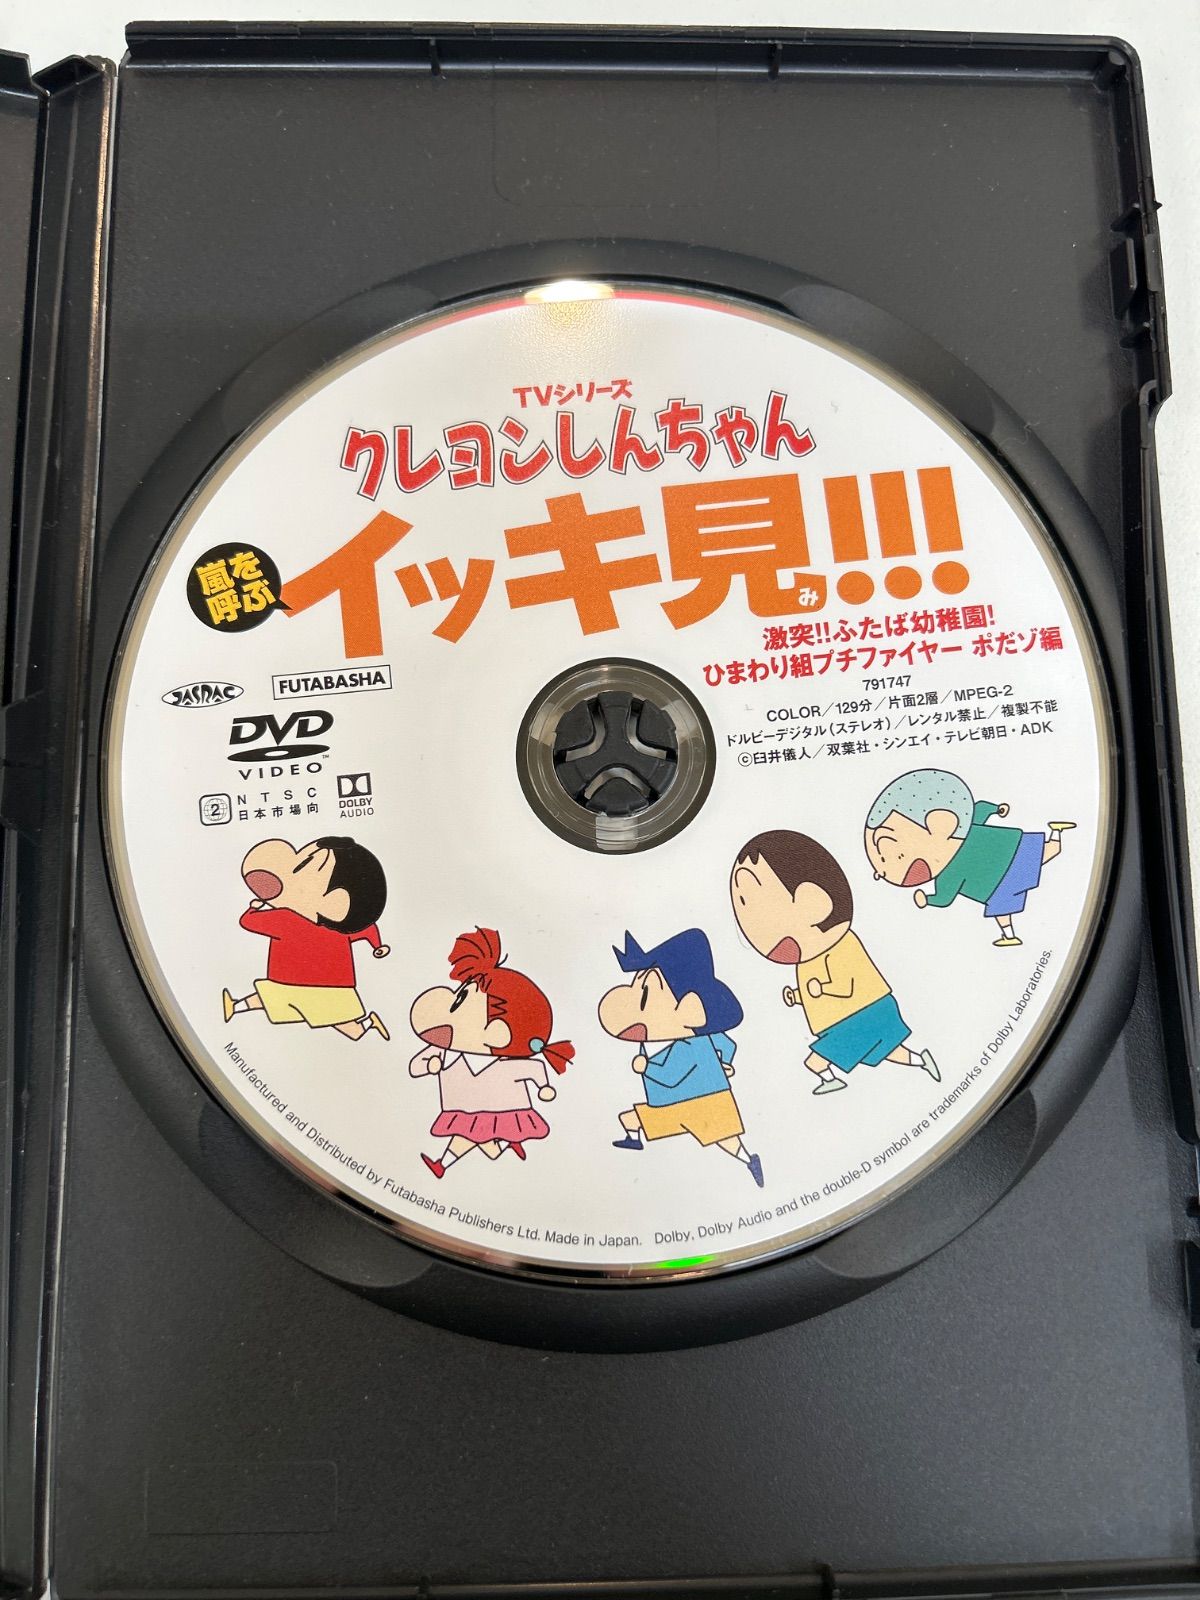 TVシリーズ
クレヨンしんちゃん
嵐を
呼ぶ
イッキ見!!!
み
激突!!ふたば幼稚園!
ひまわり組プチファイヤー ポだゾ編
791747
COLOR/129分/片面2層/MPEG-2
ドルビーデジタル(ステレオ)/レンタル禁止/複製不能
©臼井儀人/双葉社・シンエイ・テレビ朝日・ADK
JASRAC
FUTABASHA
DVD
VIDEO
2
NTSC
日本市場向
DOLBY
AUDIO
Manufactured and Distributed by Futabasha Publishers Ltd. Made in Japan. Dolby, Dolby Audio and the double-D symbol are trademarks of Dolby Laboratories.